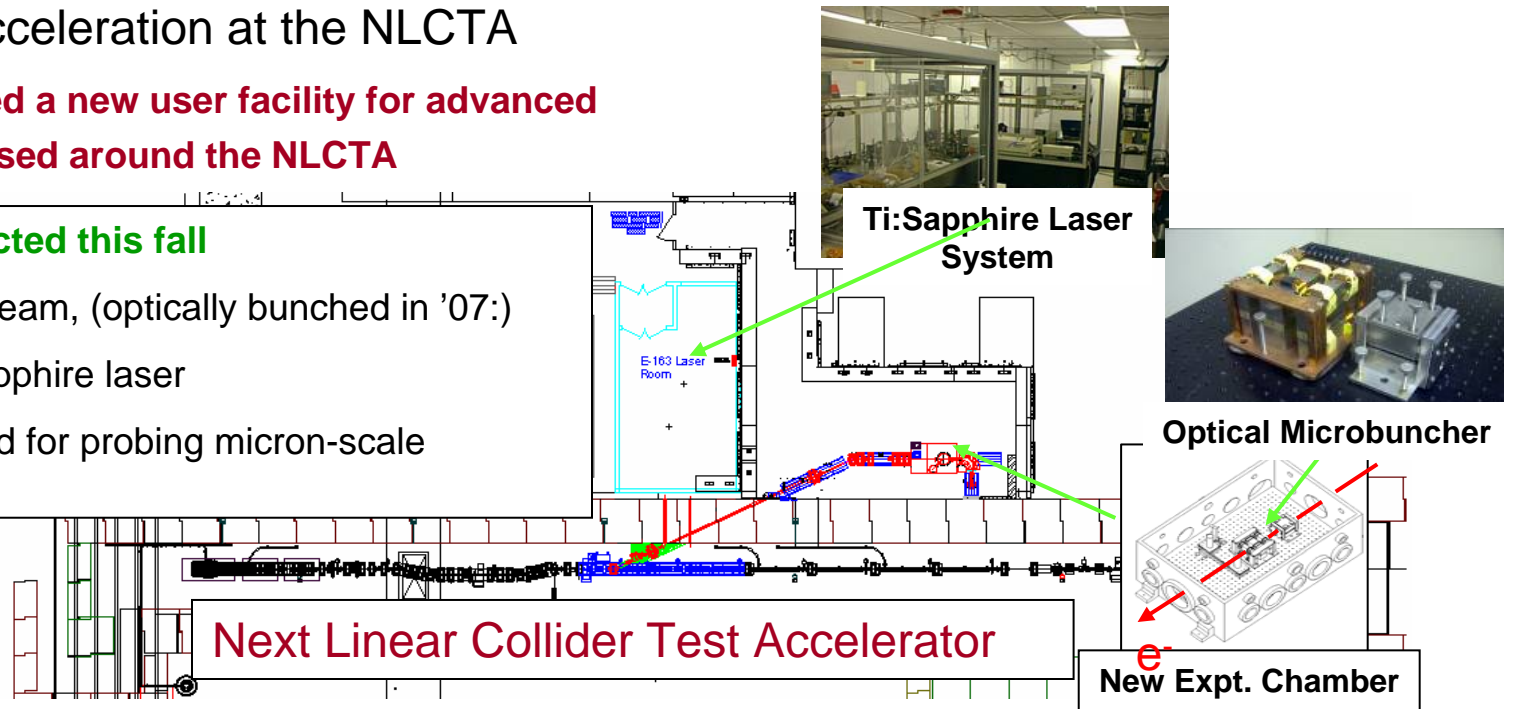 cceleration at the NLCTA
ed a new user facility for advanced
sed around the NLCTA
cted this fall
eam, (optically bunched in ’07:)
pphire laser
d for probing micron-scale
Ti:Sapphire Laser
System
E-163 Laser
Room
Optical Microbuncher
Next Linear Collider Test Accelerator
e-
New Expt. Chamber